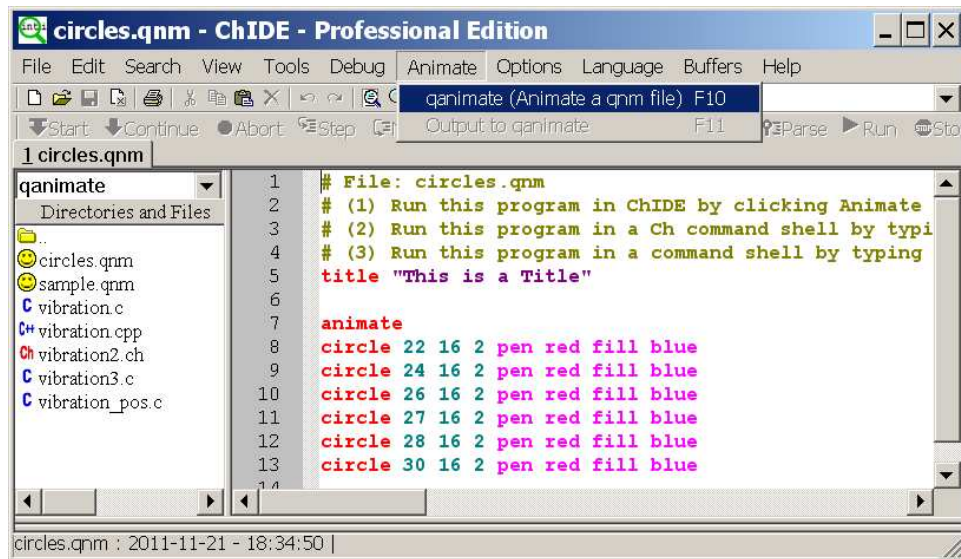 circles.qnm - ChIDE - Professional Edition
File Edit Search View Tools Debug Animate Options Language Buffers Help
qanimate (Animate a qnm file) F10
Output to qanimate F11
Start Continue Abort Step Parse Run Sto
1 circles.qnm
qanimate
Directories and Files
..
circles.qnm
sample.qnm
C vibration.c
C++ vibration.cpp
Ch vibration2.ch
C vibration3.c
C vibration_pos.c
1 # File: circles.qnm
2 # (1) Run this program in ChIDE by clicking Animate
3 # (2) Run this program in a Ch command shell by typi
4 # (3) Run this program in a command shell by typing
5 title "This is a Title"
6
7 animate
8 circle 22 16 2 pen red fill blue
9 circle 24 16 2 pen red fill blue
10 circle 26 16 2 pen red fill blue
11 circle 27 16 2 pen red fill blue
12 circle 28 16 2 pen red fill blue
13 circle 30 16 2 pen red fill blue
14
circles.qnm : 2011-11-21 - 18:34:50 |